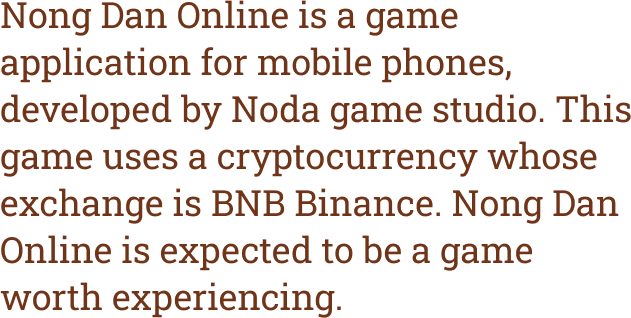 Nong Dan Online is a game
application for mobile phones,
developed by Noda game studio. This
game uses a cryptocurrency whose
exchange is BNB Binance. Nong Dan
Online is expected to be a game
worth experiencing.